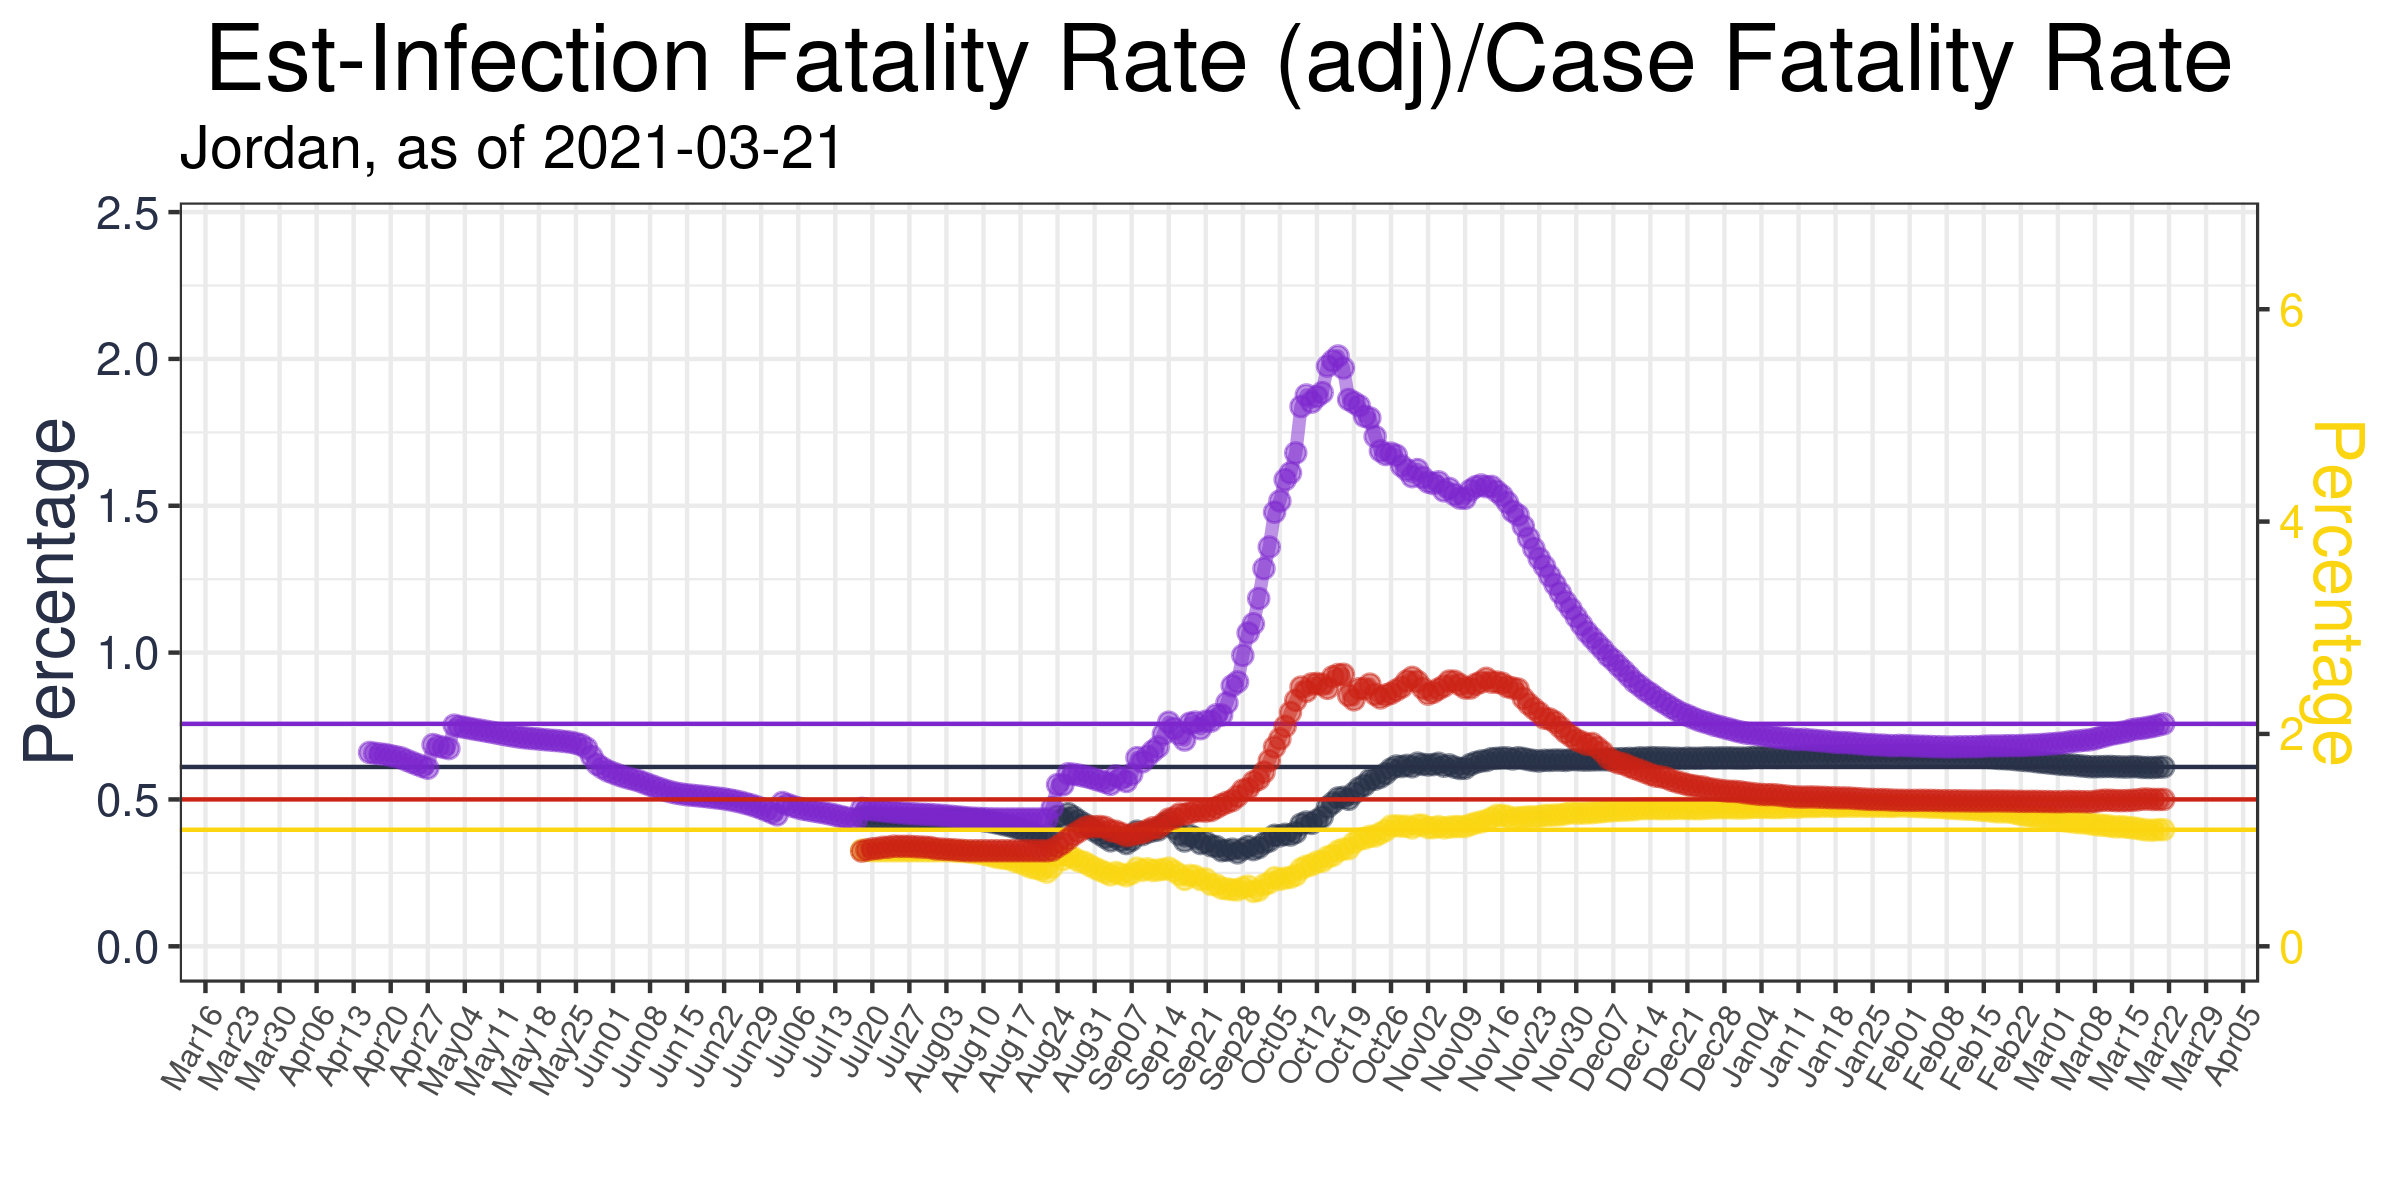 Est-Infection Fatality Rate (adj)/Case Fatality Rate
Jordan, as of 2021-03-21
Percentage
2.5
2.0
1.5
1.0
0.5
0.0
6
4
2
0
Percentage
Mar16 Mar23 Mar30 Apr06 Apr13 Apr20 Apr27 May04 May11 May18 May25 Jun01 Jun08 Jun15 Jun22 Jun29 Jul06 Jul13 Jul20 Jul27 Aug03 Aug10 Aug17 Aug24 Aug31 Sep07 Sep14 Sep21 Sep28 Oct05 Oct12 Oct19 Oct26 Nov02 Nov09 Nov16 Nov23 Nov30 Dec07 Dec14 Dec21 Dec28 Dec04 Jan11 Jan18 Jan25 Feb01 Feb08 Feb15 Feb22 Mar01 Mar08 Mar15 Mar22 Mar29 Apr05